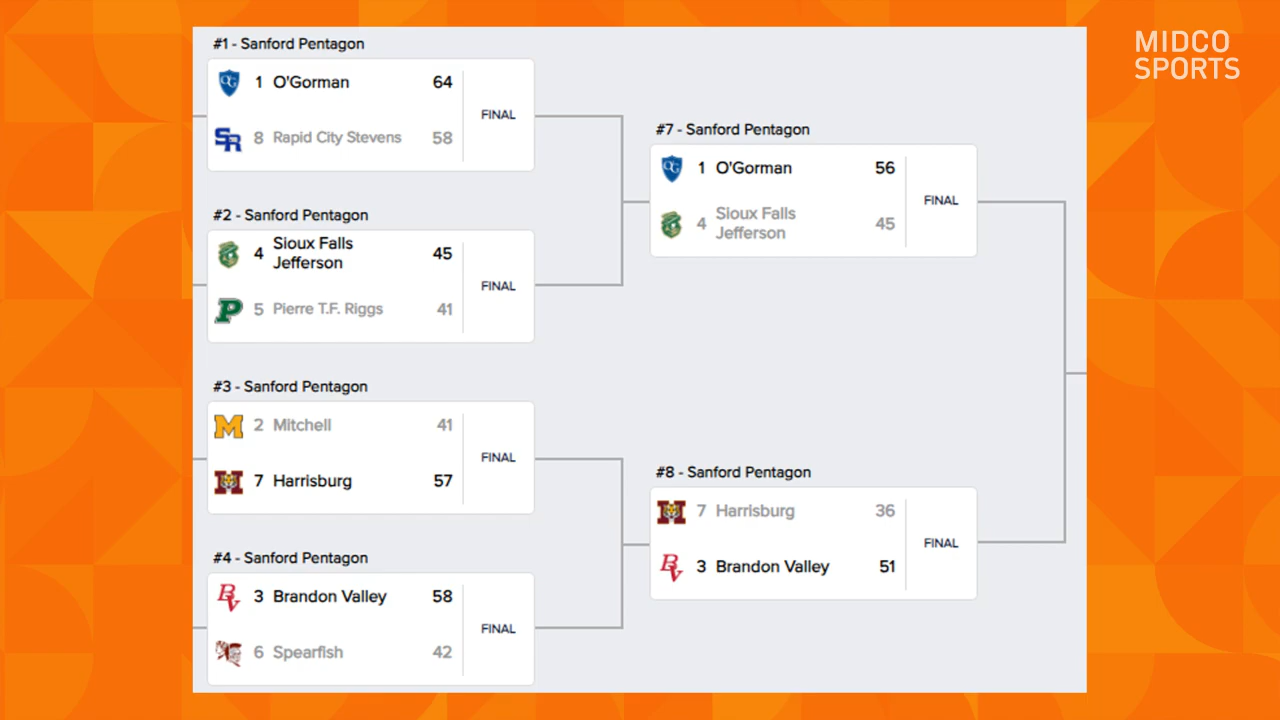 MIDCO
SPORTS
#1 - Sanford Pentagon
1 O'Gorman 64
FINAL
8 Rapid City Stevens 58
#2 - Sanford Pentagon
4 Sioux Falls
Jefferson 45
FINAL
5 Pierre T.F. Riggs 41
#3 - Sanford Pentagon
2 Mitchell 41
FINAL
7 Harrisburg 57
#4 - Sanford Pentagon
3 Brandon Valley 58
FINAL
6 Spearfish 42
#7 - Sanford Pentagon
1 O'Gorman 56
FINAL
4 Sioux Falls
Jefferson 45
#8 - Sanford Pentagon
7 Harrisburg 36
FINAL
3 Brandon Valley 51